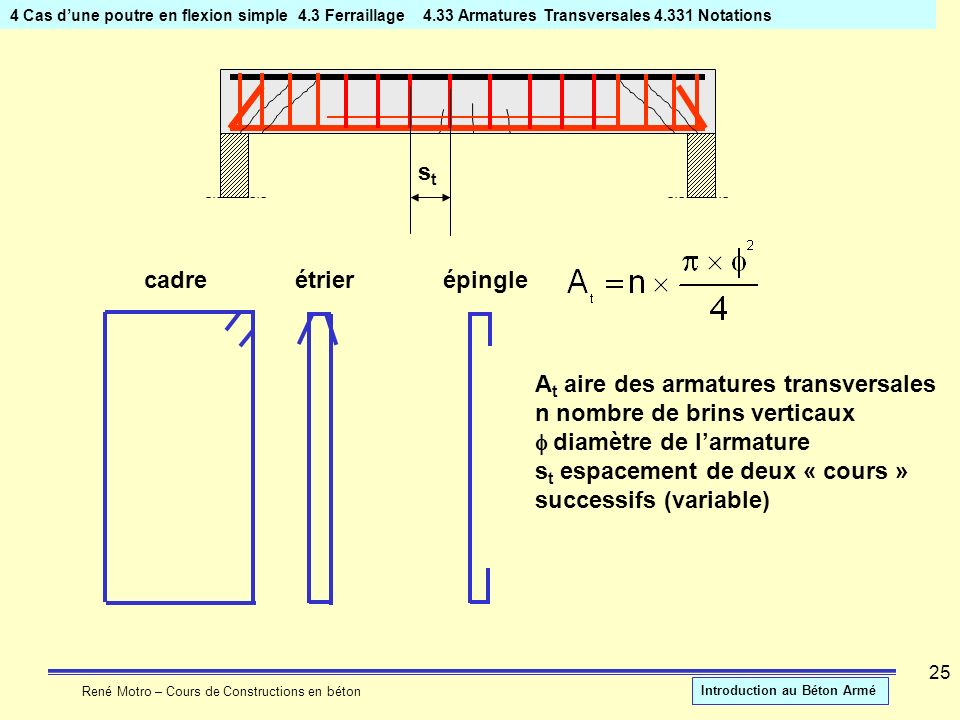 4 Cas d’une poutre en flexion simple 4.3 Ferraillage 4.33 Armatures Transversales 4.331 Notations
st
cadre étrier épingle
At = n × π × ϕ² / 4
At aire des armatures transversales
n nombre de brins verticaux
ϕ diamètre de l’armature
st espacement de deux « cours »
successifs (variable)
25
René Motro – Cours de Constructions en béton
Introduction au Béton Armé